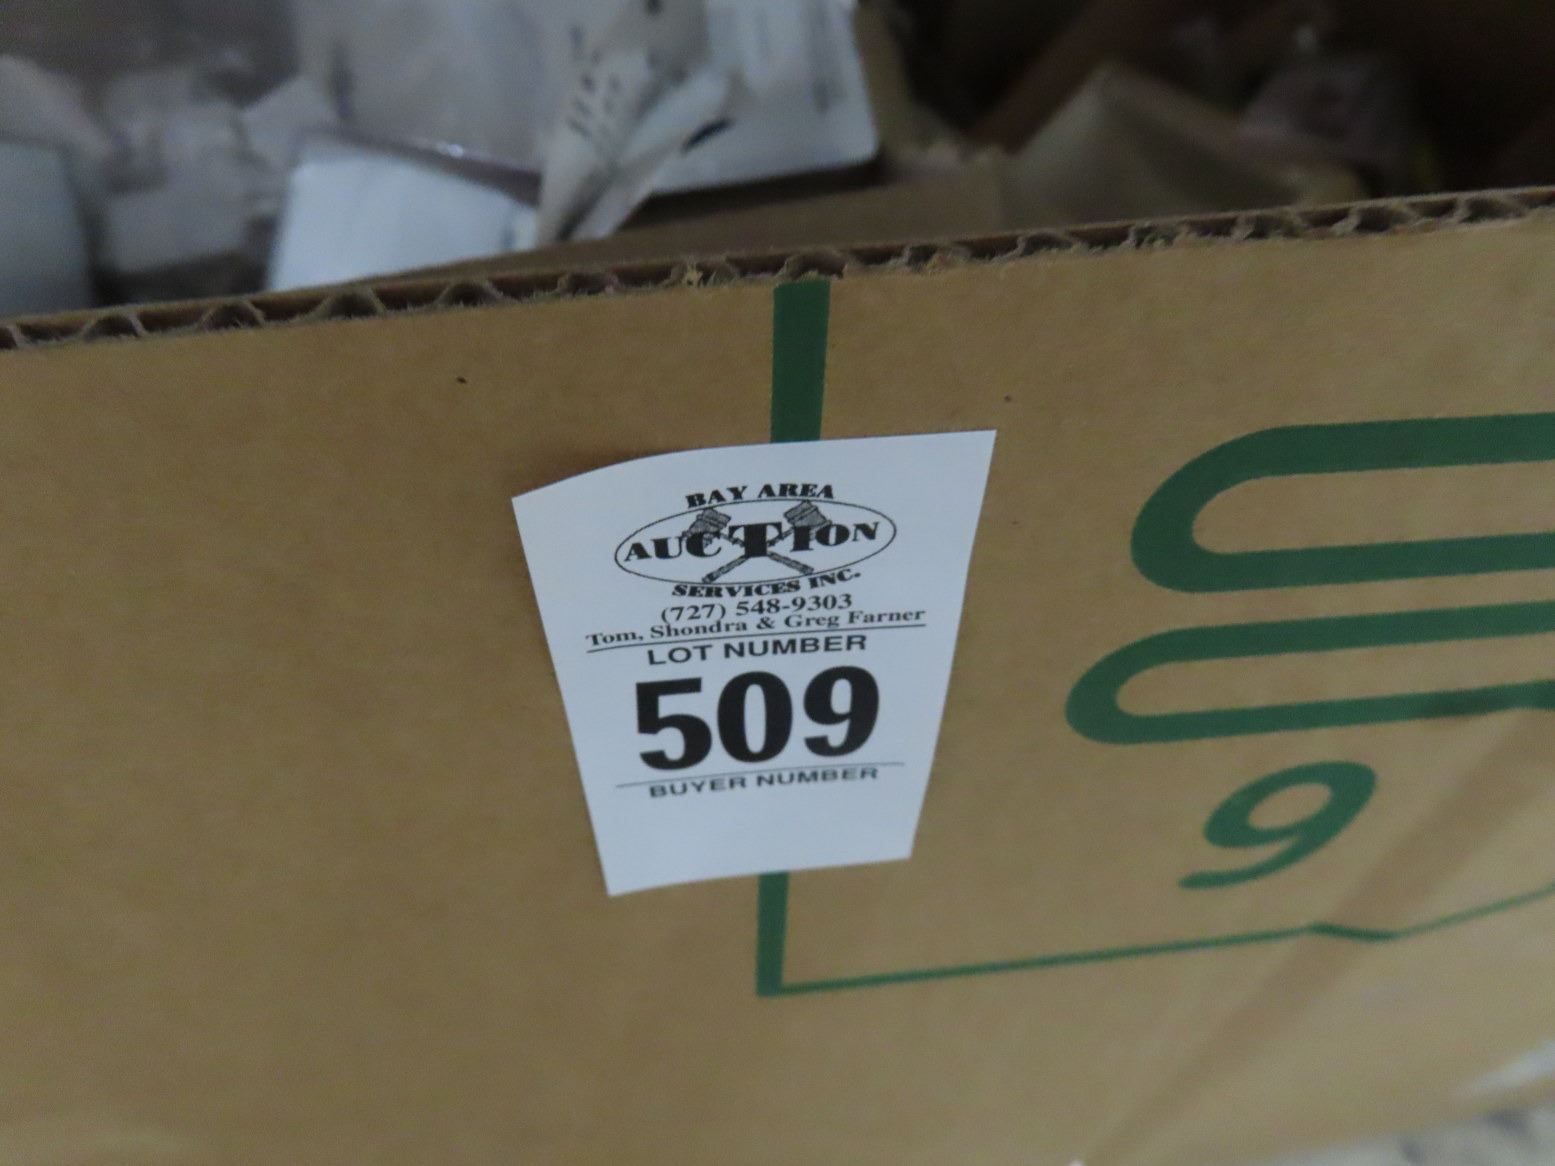 BAY AREA
AUCTION
SERVICES INC.
(727) 548-9303
Tom, Shondra & Greg Farner
LOT NUMBER
509
BUYER NUMBER
9